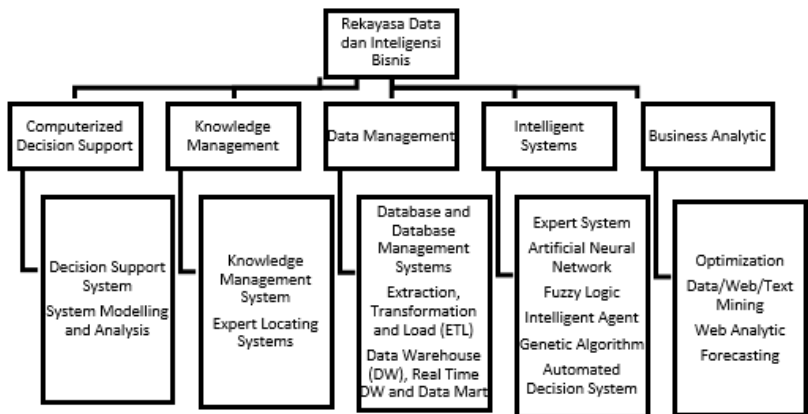 Rekayasa Data
dan Inteligensi
Bisnis
Computerized
Decision Support
Knowledge
Management
Data Management
Intelligent
Systems
Business Analytic
Decision Support
System
System Modelling
and Analysis
Knowledge
Management
System
Expert Locating
Systems
Database and
Database
Management
Systems
Extraction,
Transformation
and Load (ETL)
Data Warehouse
(DW), Real Time
DW and Data Mart
Expert System
Artificial Neural
Network
Fuzzy Logic
Intelligent Agent
Genetic Algorithm
Automated
Decision System
Optimization
Data/Web/Text
Mining
Web Analytic
Forecasting